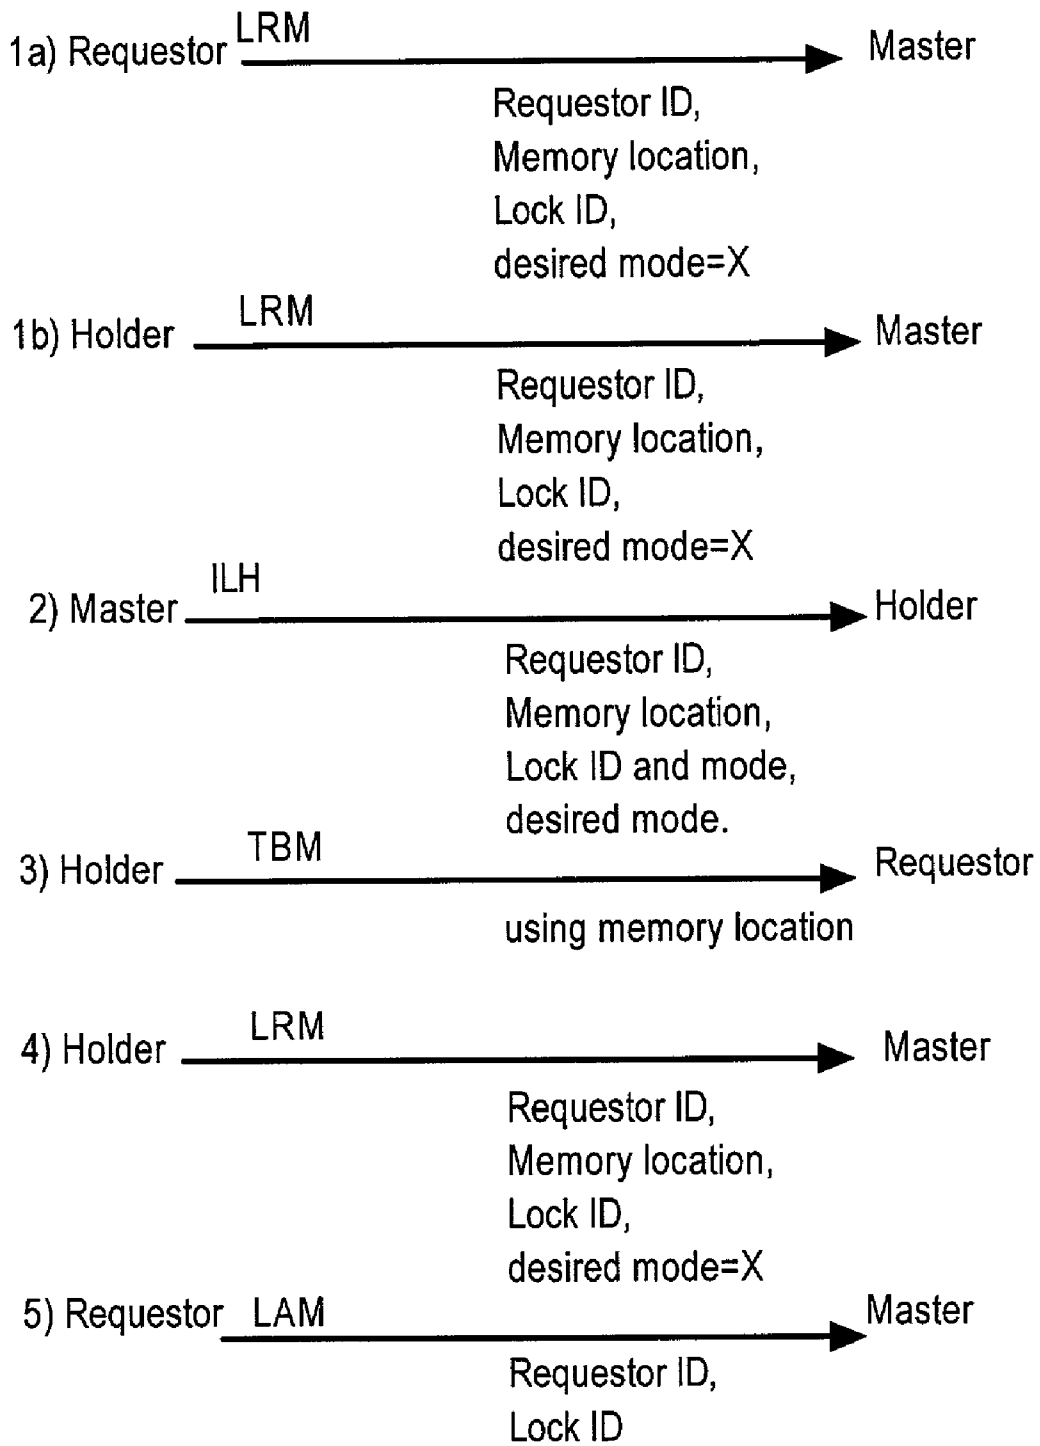 1a) Requestor LRM Master
Requestor ID,
Memory location,
Lock ID,
desired mode=X
1b) Holder LRM Master
Requestor ID,
Memory location,
Lock ID,
desired mode=X
2) Master ILH Holder
Requestor ID,
Memory location,
Lock ID and mode,
desired mode.
3) Holder TBM Requestor
using memory location
4) Holder LRM Master
Requestor ID,
Memory location,
Lock ID,
desired mode=X
5) Requestor LAM Master
Requestor ID,
Lock ID